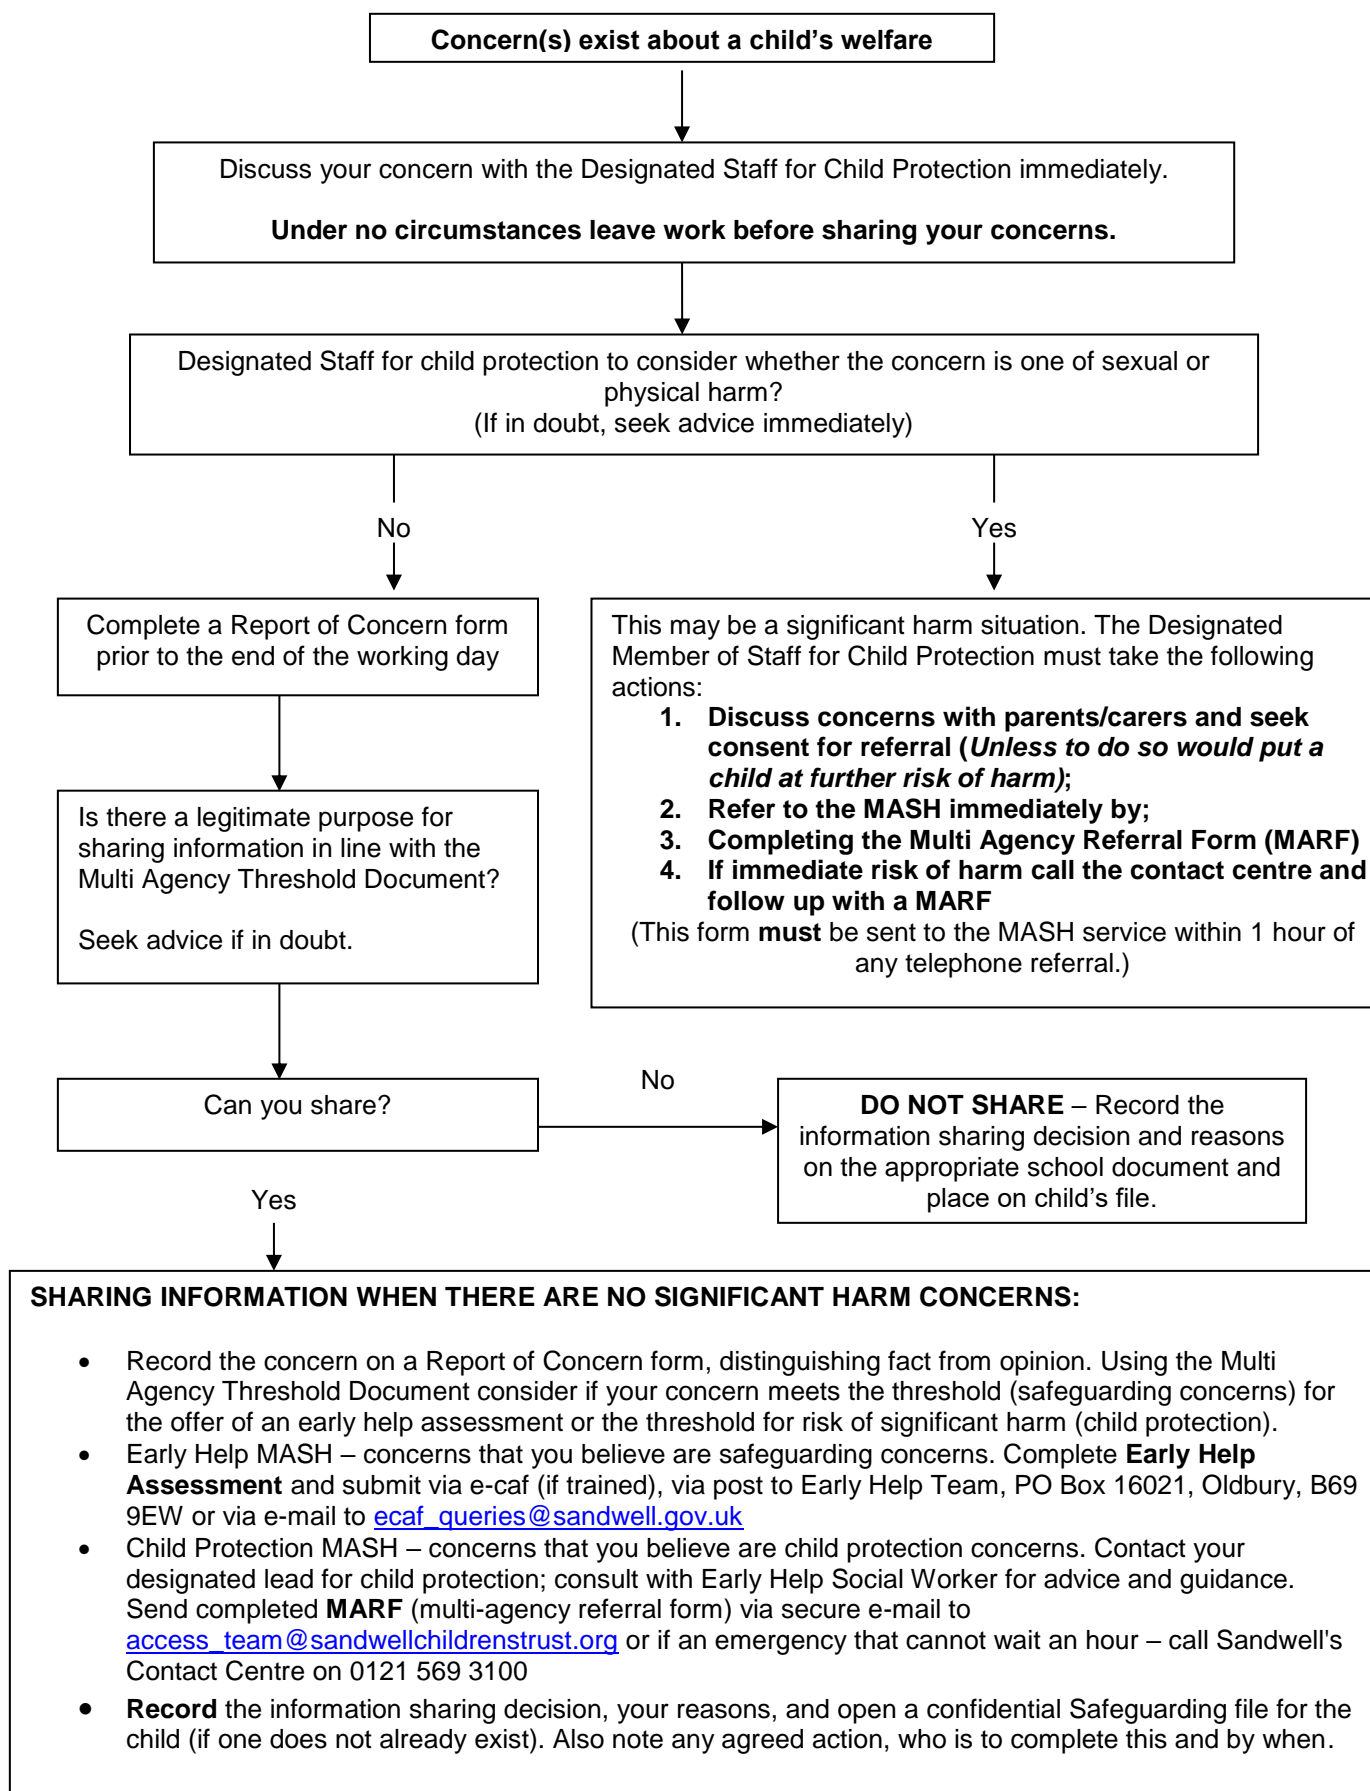 Concern(s) exist about a child's welfare
Discuss your concern with the Designated Staff for Child Protection immediately.
Under no circumstances leave work before sharing your concerns.
Designated Staff for child protection to consider whether the concern is one of sexual or
physical harm?
(If in doubt, seek advice immediately)
No
Yes
Complete a Report of Concern form
prior to the end of the working day
This may be a significant harm situation. The Designated
Member of Staff for Child Protection must take the following
actions:
1. Discuss concerns with parents/carers and seek
consent for referral (Unless to do so would put a
child at further risk of harm);
2. Refer to the MASH immediately by;
3. Completing the Multi Agency Referral Form (MARF)
4. If immediate risk of harm call the contact centre and
follow up with a MARF
(This form must be sent to the MASH service within 1 hour of
any telephone referral.)
Is there a legitimate purpose for
sharing information in line with the
Multi Agency Threshold Document?
Seek advice if in doubt.
Can you share?
No
DO NOT SHARE – Record the
information sharing decision and reasons
on the appropriate school document and
place on child's file.
Yes
SHARING INFORMATION WHEN THERE ARE NO SIGNIFICANT HARM CONCERNS:
• Record the concern on a Report of Concern form, distinguishing fact from opinion. Using the Multi
Agency Threshold Document consider if your concern meets the threshold (safeguarding concerns) for
the offer of an early help assessment or the threshold for risk of significant harm (child protection).
• Early Help MASH – concerns that you believe are safeguarding concerns. Complete Early Help
Assessment and submit via e-caf (if trained), via post to Early Help Team, PO Box 16021, Oldbury, B69
9EW or via e-mail to ecaf_queries@sandwell.gov.uk
• Child Protection MASH – concerns that you believe are child protection concerns. Contact your
designated lead for child protection; consult with Early Help Social Worker for advice and guidance.
Send completed MARF (multi-agency referral form) via secure e-mail to
access_team@sandwellchildrenstrust.org or if an emergency that cannot wait an hour – call Sandwell's
Contact Centre on 0121 569 3100
• Record the information sharing decision, your reasons, and open a confidential Safeguarding file for the
child (if one does not already exist). Also note any agreed action, who is to complete this and by when.